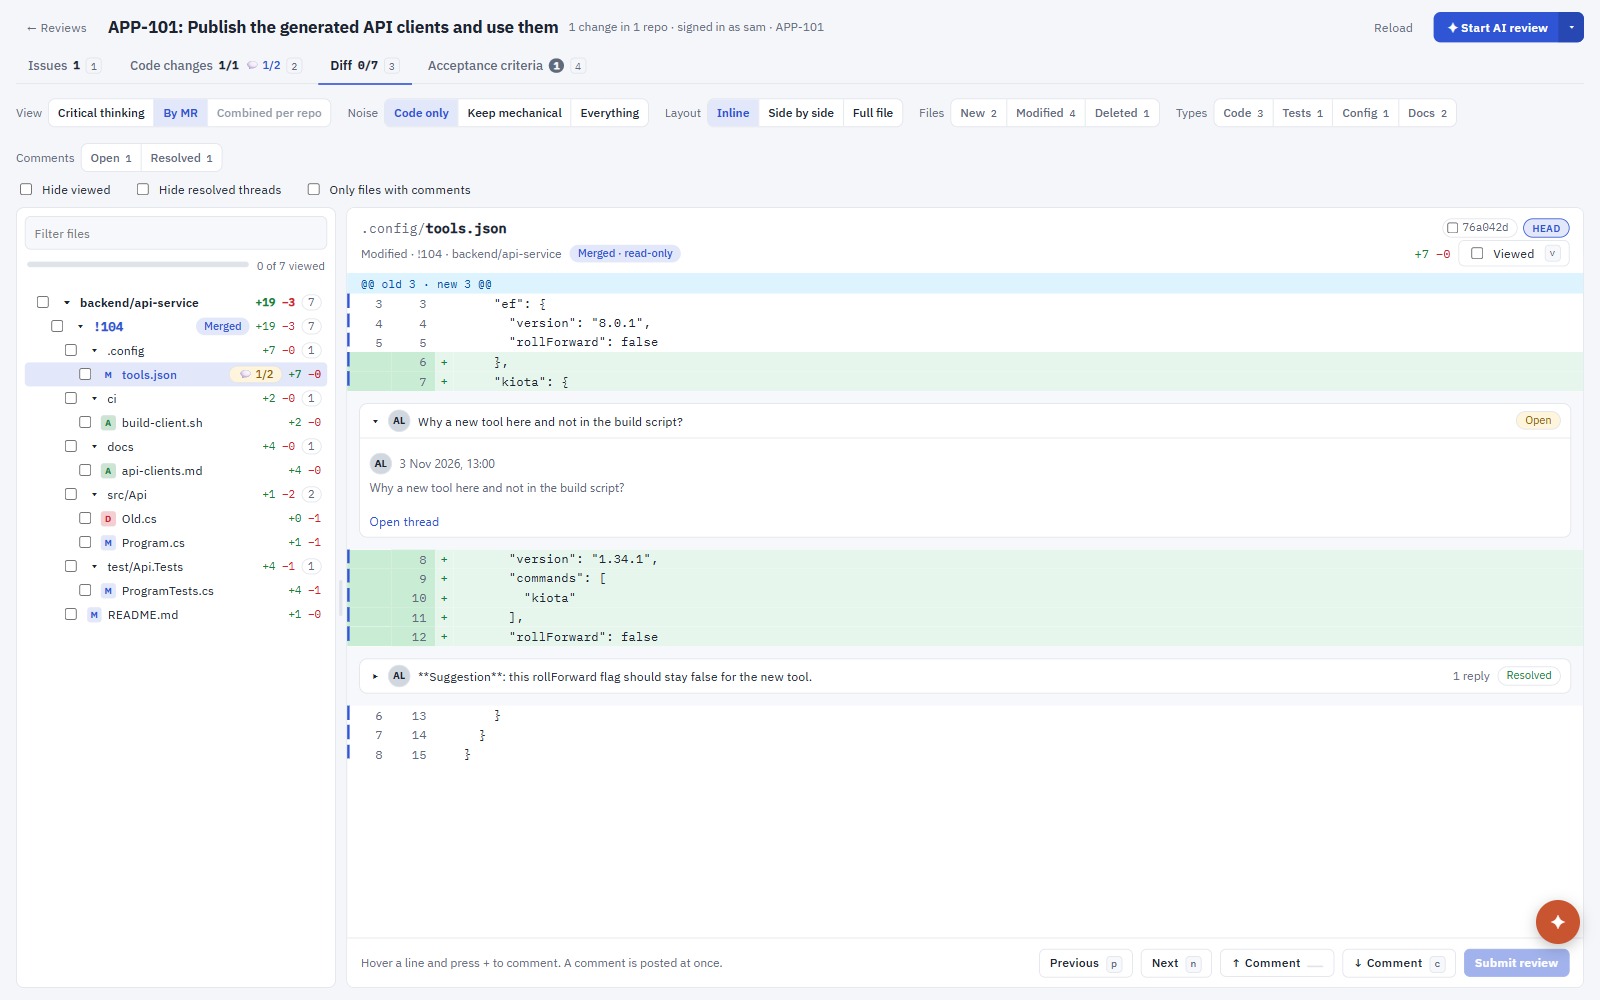 ← Reviews APP-101: Publish the generated API clients and use them 1 change in 1 repo · signed in as sam · APP-101 Reload ✦ Start AI review
Issues 1 1 Code changes 1/1 1/2 2 Diff 0/7 3 Acceptance criteria 1 4
View Critical thinking By MR Combined per repo Noise Code only Keep mechanical Everything Layout Inline Side by side Full file Files New 2 Modified 4 Deleted 1 Types Code 3 Tests 1 Config 1 Docs 2
Comments Open 1 Resolved 1
Hide viewed Hide resolved threads Only files with comments
Filter files
0 of 7 viewed
backend/api-service +19 −3 7
!104 Merged +19 −3 7
.config +7 −0 1
M tools.json 1/2 +7 −0
ci +2 −0 1
A build-client.sh +2 −0
docs +4 −0 1
A api-clients.md +4 −0
src/Api +1 −2 2
D Old.cs +0 −1
M Program.cs +1 −1
test/Api.Tests +4 −1 1
M ProgramTests.cs +4 −1
M README.md +1 −0
.config/tools.json 76a042d HEAD
Modified · !104 · backend/api-service Merged · read-only +7 −0 Viewed v
@@ old 3 · new 3 @@
3 3 "ef": {
4 4 "version": "8.0.1",
5 5 "rollForward": false
6 + },
7 + "kiota": {
AL Why a new tool here and not in the build script? Open
AL 3 Nov 2026, 13:00
Why a new tool here and not in the build script?
Open thread
8 + "version": "1.34.1",
9 + "commands": [
10 + "kiota"
11 + ],
12 + "rollForward": false
AL **Suggestion**: this rollForward flag should stay false for the new tool. 1 reply Resolved
6 13 }
7 14 }
8 15 }
Hover a line and press + to comment. A comment is posted at once. Previous p Next n ↑ Comment ↓ Comment c Submit review